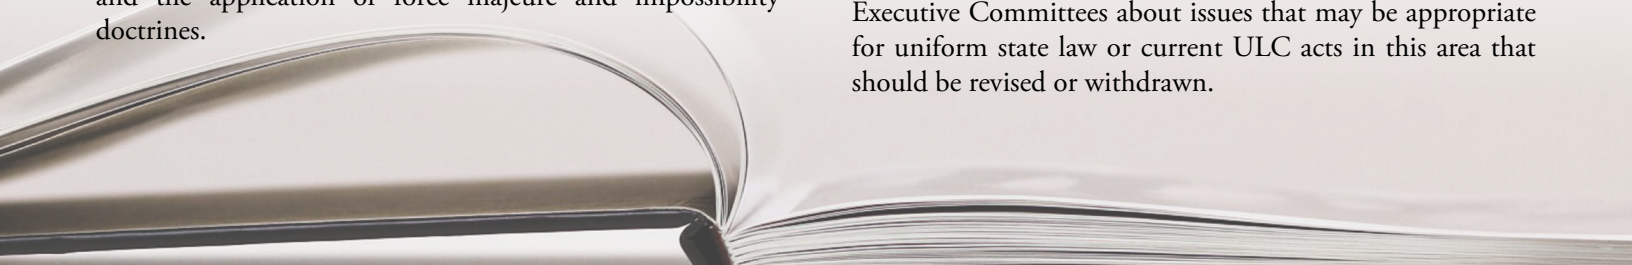 and the application of force majeure and impossibility
doctrines.
Executive Committees about issues that may be appropriate
for uniform state law or current ULC acts in this area that
should be revised or withdrawn.